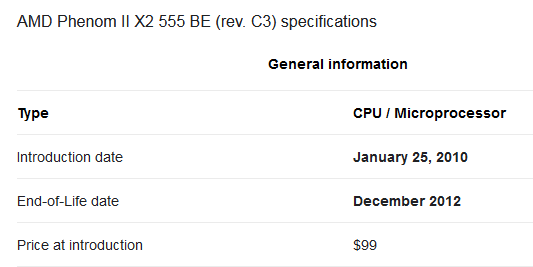 AMD Phenom II X2 555 BE (rev. C3) specifications
General information
Type CPU / Microprocessor
Introduction date January 25, 2010
End-of-Life date December 2012
Price at introduction $99